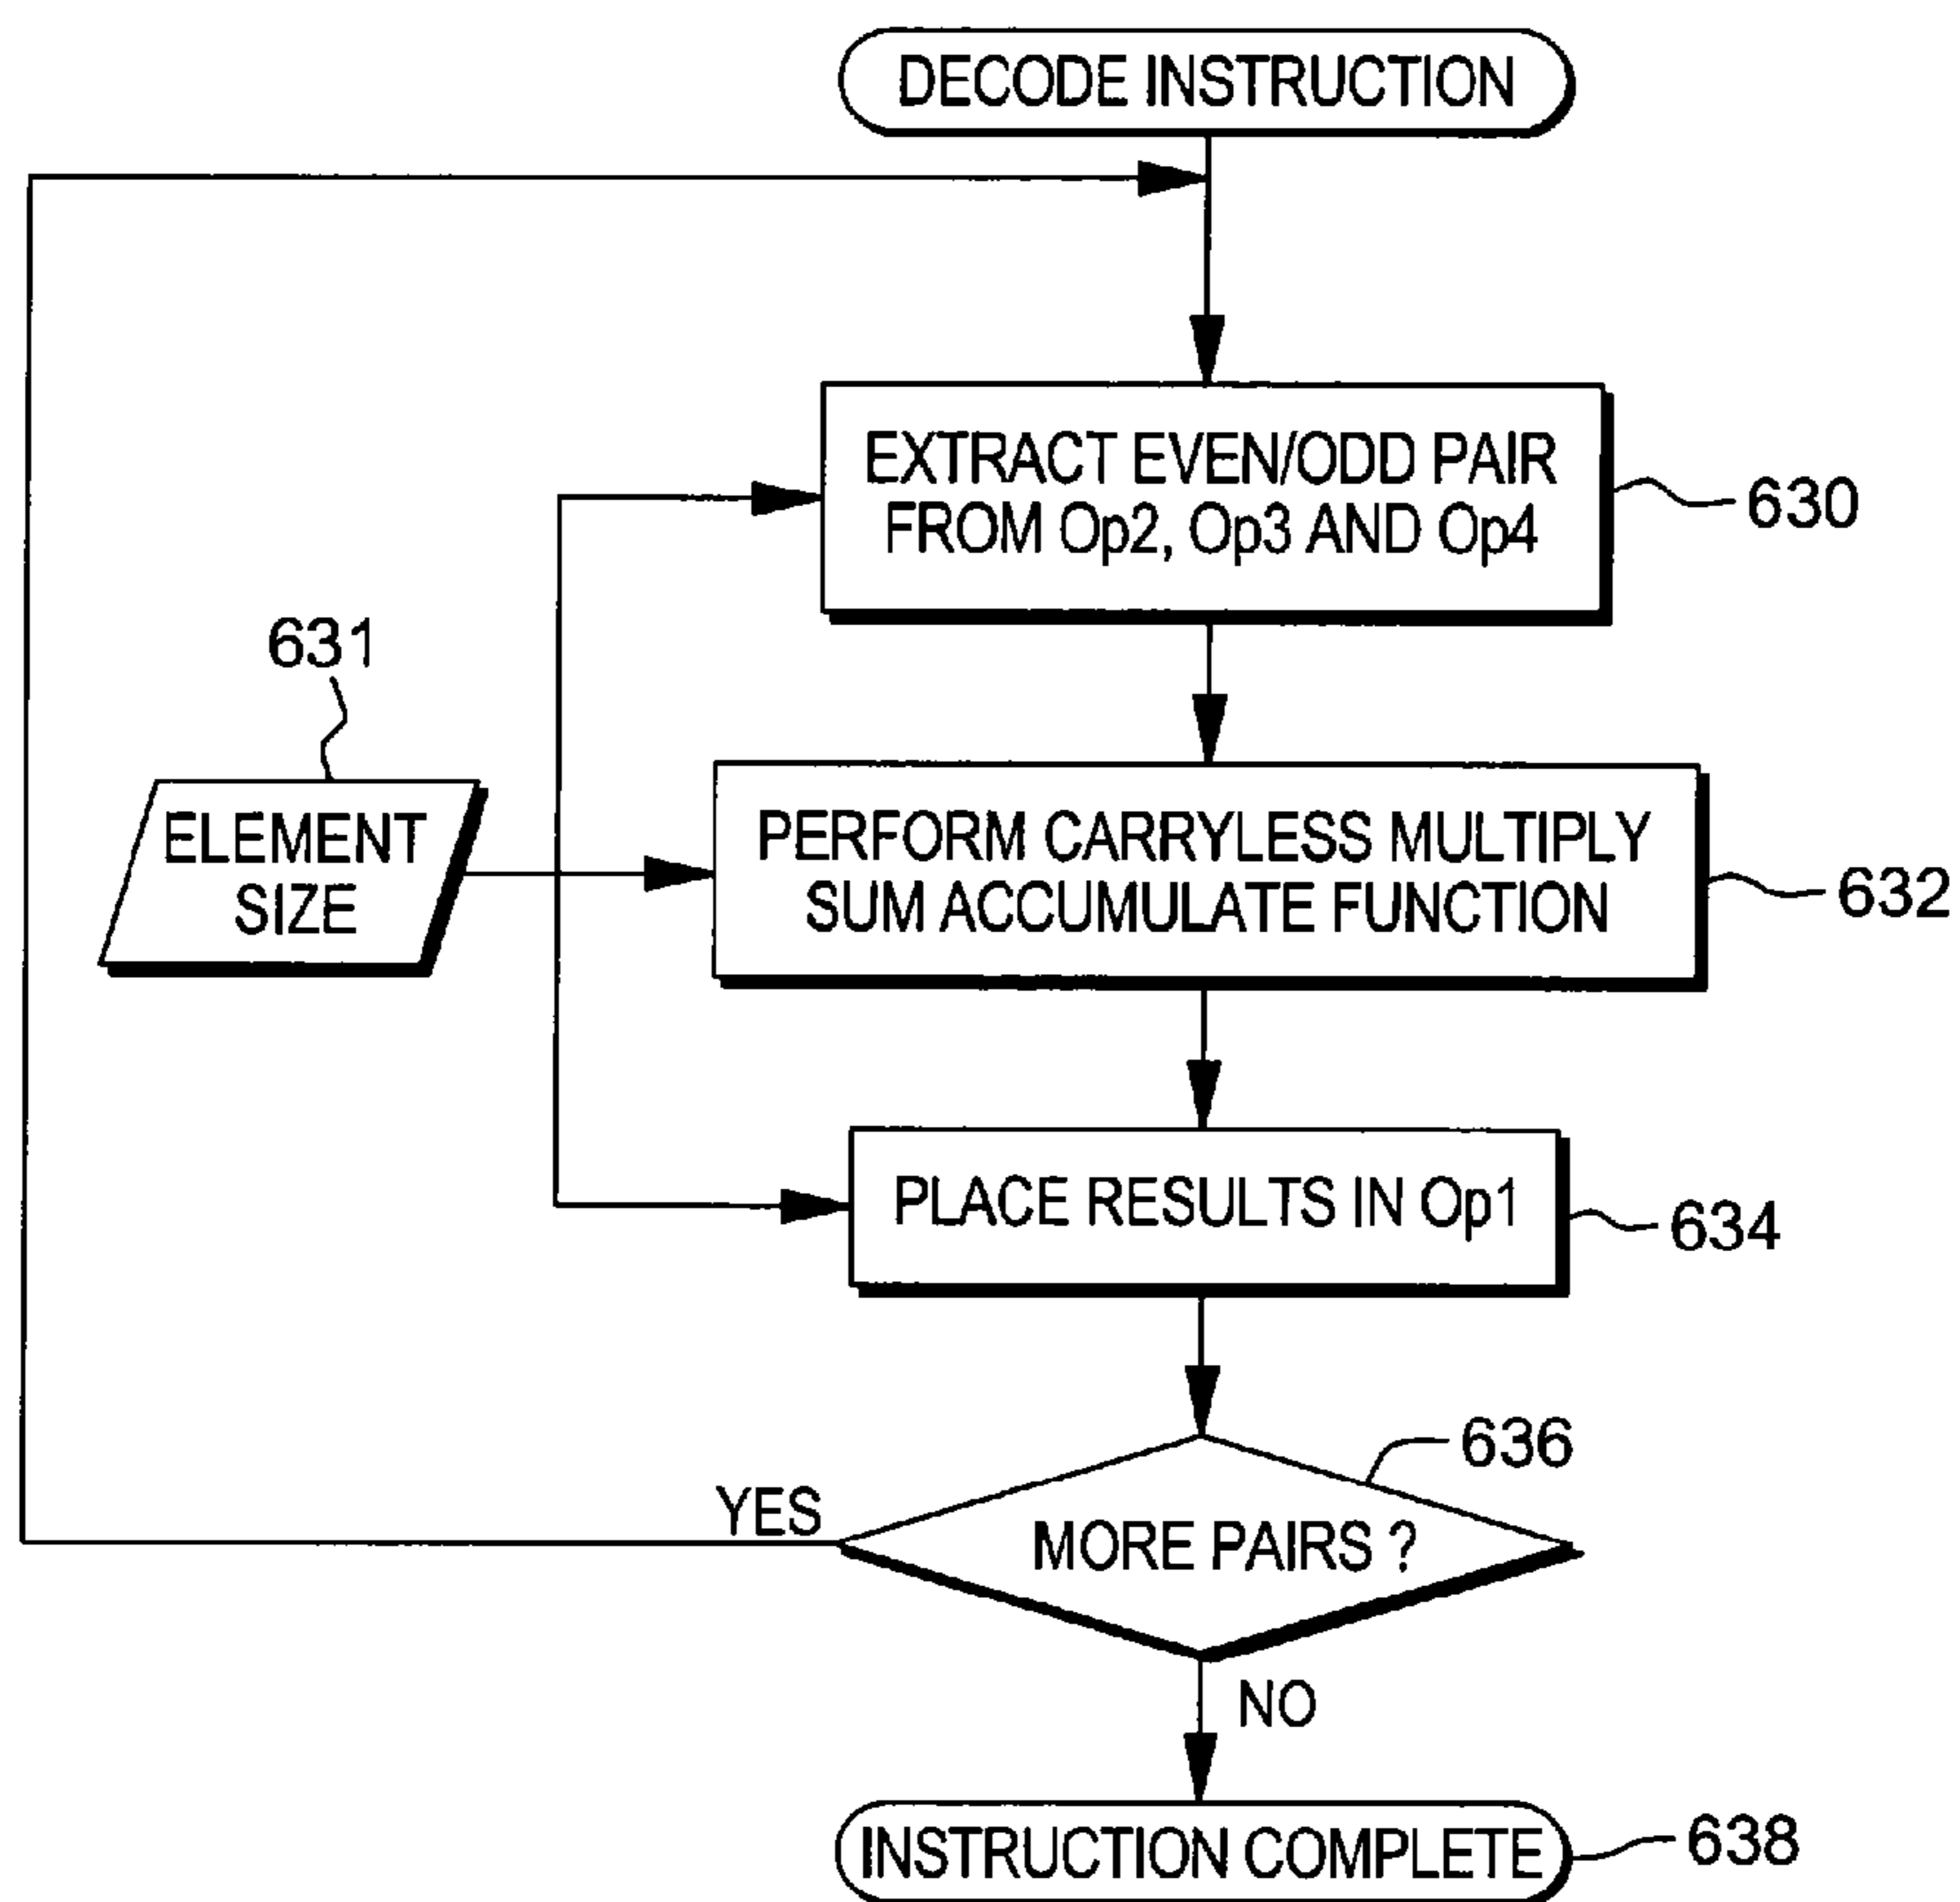 DECODE INSTRUCTION
EXTRACT EVEN/ODD PAIR
FROM Op2, Op3 AND Op4
630
631
ELEMENT
SIZE
PERFORM CARRYLESS MULTIPLY
SUM ACCUMULATE FUNCTION
632
PLACE RESULTS IN Op1
634
636
YES
MORE PAIRS ?
NO
INSTRUCTION COMPLETE
638